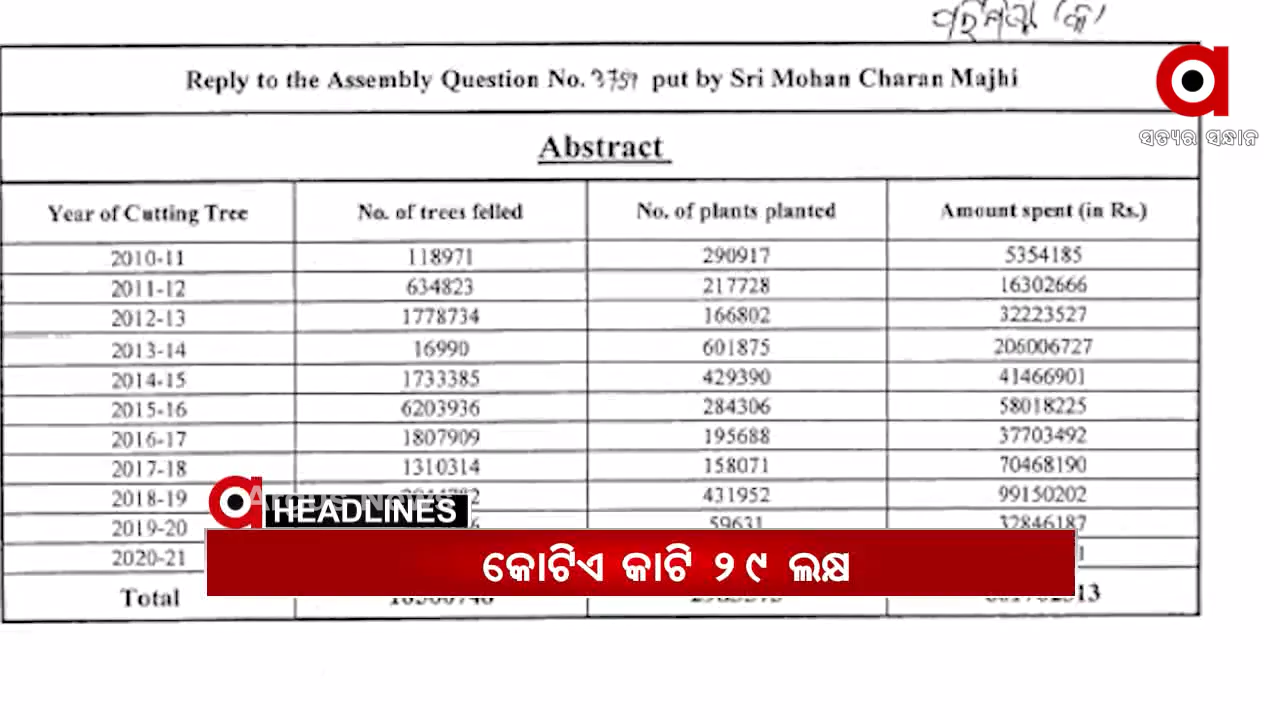 Reply to the Assembly Question No. 3759 put by Sri Mohan Charan Majhi
ସତ୍ୟର ସନ୍ଧାନ
Abstract
Year of Cutting Tree No. of trees felled No. of plants planted Amount spent (in Rs.)
2010-11 118971 290917 5354185
2011-12 634823 217728 16302666
2012-13 1778734 166802 32223527
2013-14 16990 601875 206006727
2014-15 1733385 429390 41466901
2015-16 6203936 284306 58018225
2016-17 1807909 195688 37703492
2017-18 1310314 158071 70468190
2018-19 431952 99150202
2019-20 59631 32846187
2020-21
Total
ARGUS NEWS
HEADLINES
କୋଟିଏ କାଟି ୨୯ ଲକ୍ଷ